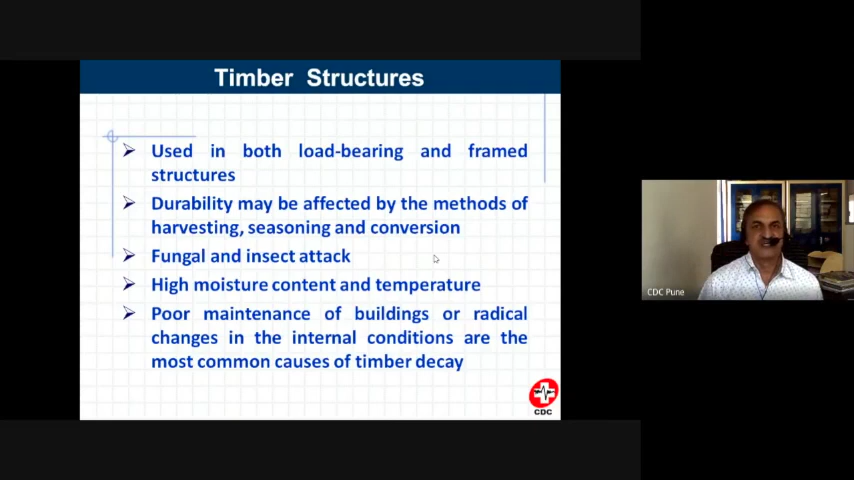 Timber Structures
Used in both load-bearing and framed
structures
Durability may be affected by the methods of
harvesting, seasoning and conversion
Fungal and insect attack
High moisture content and temperature
Poor maintenance of buildings or radical
changes in the internal conditions are the
most common causes of timber decay
CDC
CDC Pune